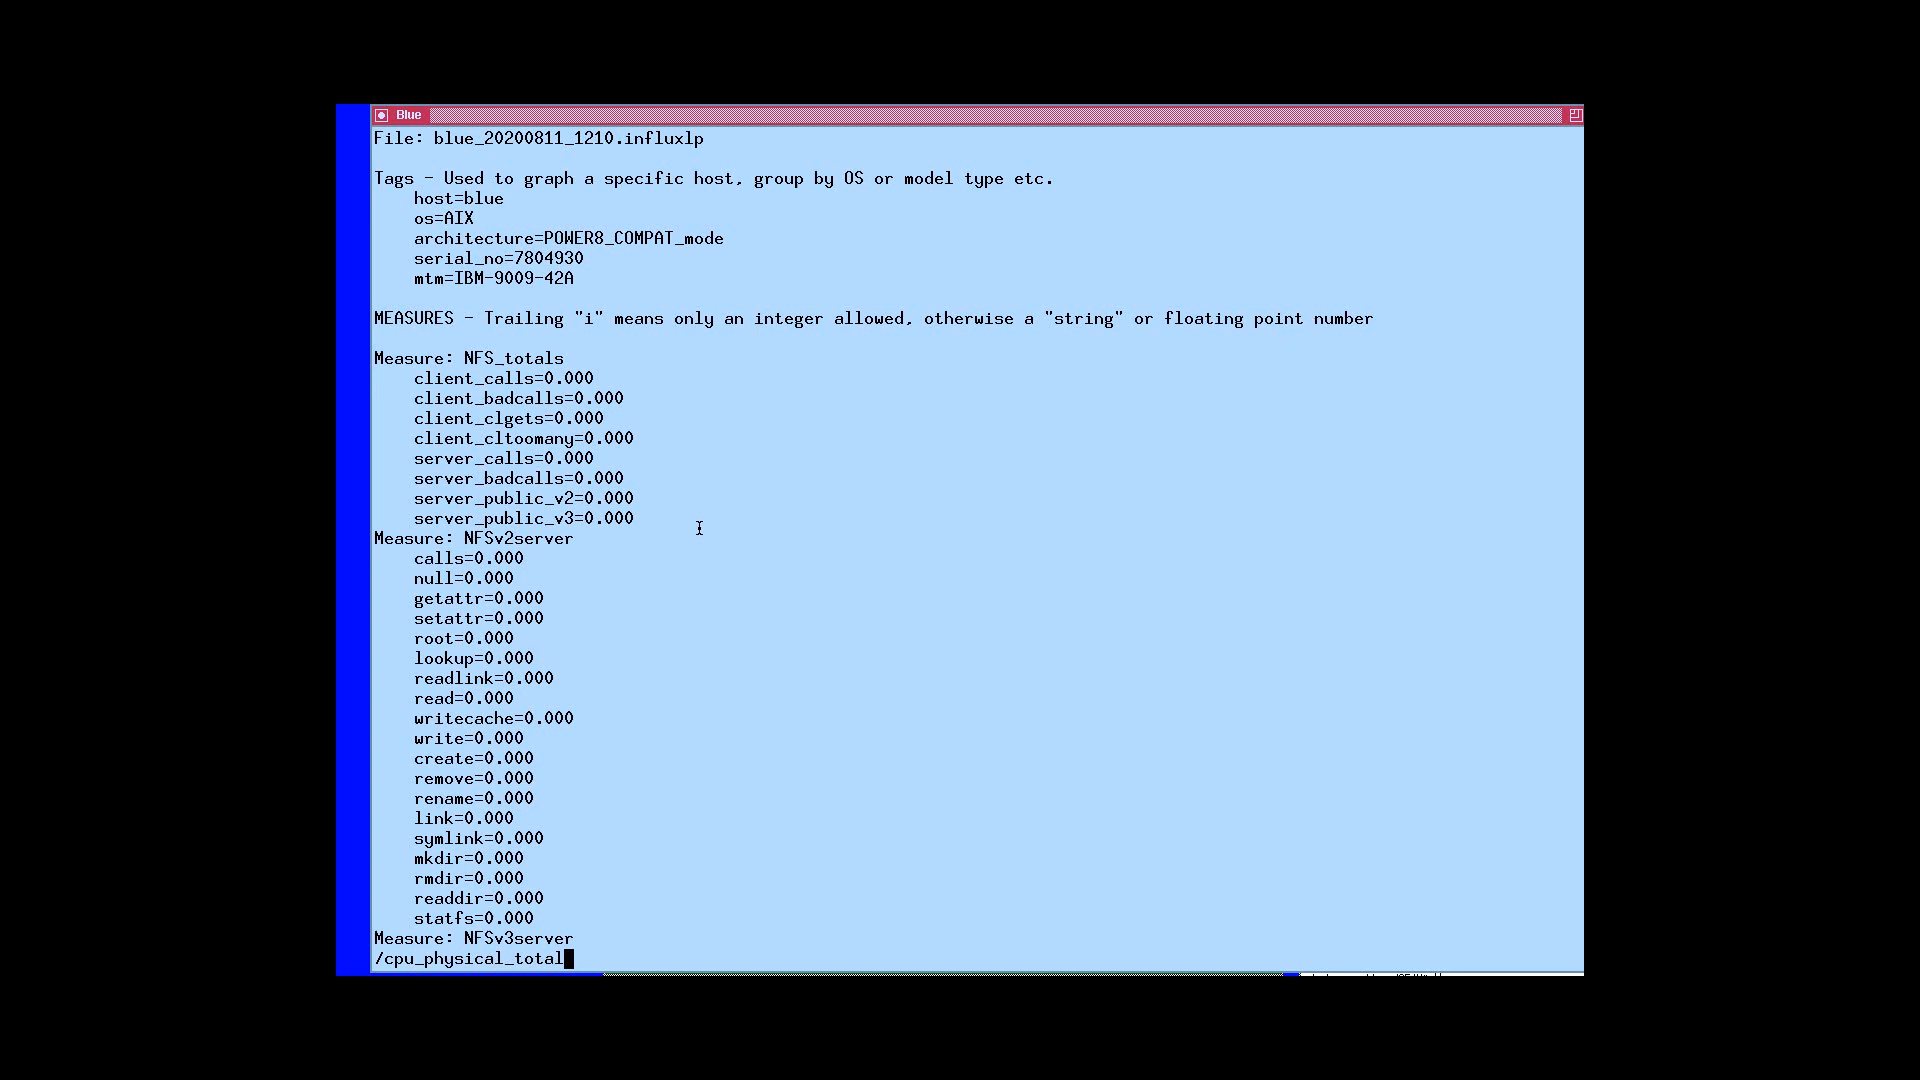 Blue
File: blue_20200811_1210.influxlp
Tags - Used to graph a specific host, group by OS or model type etc.
host=blue
os=AIX
architecture=POWER8_COMPAT_mode
serial_no=7804930
mtm=IBM-9009-42A
MEASURES - Trailing "i" means only an integer allowed, otherwise a "string" or floating point number
Measure: NFS_totals
client_calls=0.000
client_badcalls=0.000
client_clgets=0.000
client_cltoomany=0.000
server_calls=0.000
server_badcalls=0.000
server_public_v2=0.000
server_public_v3=0.000
Measure: NFSv2server
calls=0.000
null=0.000
getattr=0.000
setattr=0.000
root=0.000
lookup=0.000
readlink=0.000
read=0.000
writecache=0.000
write=0.000
create=0.000
remove=0.000
rename=0.000
link=0.000
symlink=0.000
mkdir=0.000
rmdir=0.000
readdir=0.000
statfs=0.000
Measure: NFSv3server
/cpu_physical_total